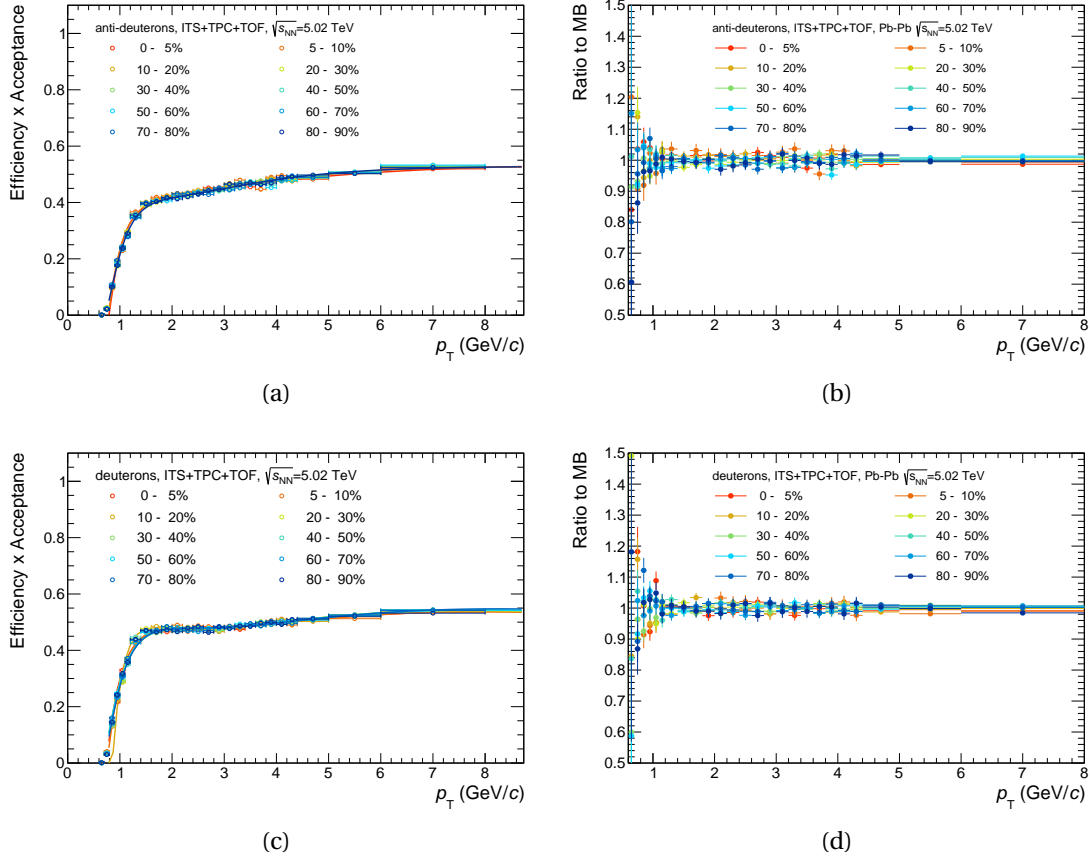 Efficiency x Acceptance
anti-deuterons, ITS+TPC+TOF, √sNN=5.02 TeV
0 - 5% 5 - 10%
10 - 20% 20 - 30%
30 - 40% 40 - 50%
50 - 60% 60 - 70%
70 - 80% 80 - 90%
1
0.8
0.6
0.4
0.2
0
0 1 2 3 4 5 6 7 8
pT (GeV/c)
(a)
Ratio to MB
anti-deuterons, ITS+TPC+TOF, Pb-Pb √sNN=5.02 TeV
0 - 5% 5 - 10%
10 - 20% 20 - 30%
30 - 40% 40 - 50%
50 - 60% 60 - 70%
70 - 80% 80 - 90%
1.5
1.4
1.3
1.2
1.1
1
0.9
0.8
0.7
0.6
0.5
1 2 3 4 5 6 7 8
pT (GeV/c)
(b)
Efficiency x Acceptance
deuterons, ITS+TPC+TOF, √sNN=5.02 TeV
0 - 5% 5 - 10%
10 - 20% 20 - 30%
30 - 40% 40 - 50%
50 - 60% 60 - 70%
70 - 80% 80 - 90%
1
0.8
0.6
0.4
0.2
0
0 1 2 3 4 5 6 7 8
pT (GeV/c)
(c)
Ratio to MB
deuterons, ITS+TPC+TOF, Pb-Pb √sNN=5.02 TeV
0 - 5% 5 - 10%
10 - 20% 20 - 30%
30 - 40% 40 - 50%
50 - 60% 60 - 70%
70 - 80% 80 - 90%
1.5
1.4
1.3
1.2
1.1
1
0.9
0.8
0.7
0.6
0.5
1 2 3 4 5 6 7 8
pT (GeV/c)
(d)